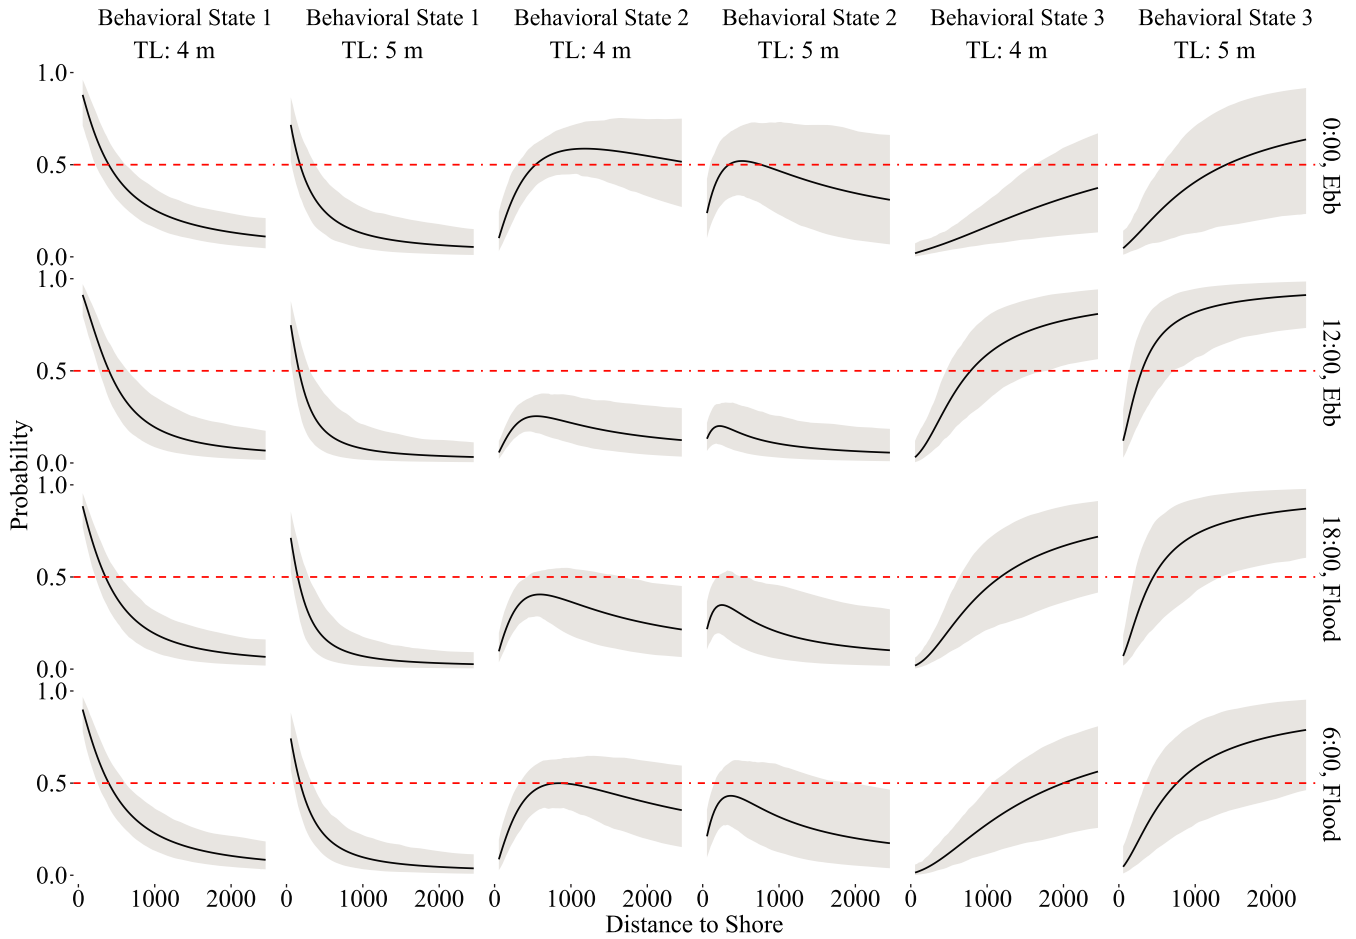 Behavioral State 1 Behavioral State 1 Behavioral State 2 Behavioral State 2 Behavioral State 3 Behavioral State 3
TL: 4 m TL: 5 m TL: 4 m TL: 5 m TL: 4 m TL: 5 m
1.0
0.5
0.0
0:00, Ebb
1.0
0.5
0.0
12:00, Ebb
Probability
1.0
0.5
0.0
18:00, Flood
1.0
0.5
0.0
6:00, Flood
0 1000 2000 0 1000 2000 0 1000 2000 0 1000 2000 0 1000 2000 0 1000 2000
Distance to Shore